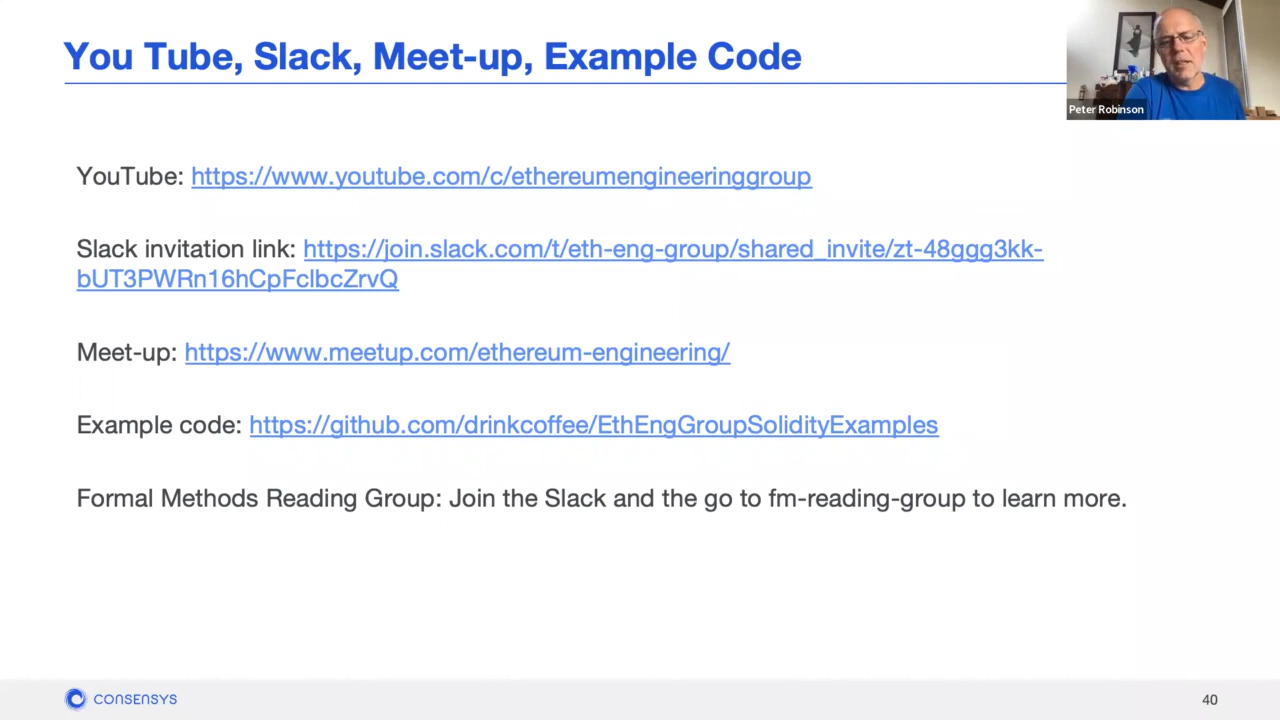 You Tube, Slack, Meet-up, Example Code
Peter Robinson
YouTube: https://www.youtube.com/c/ethereumengineeringgroup
Slack invitation link: https://join.slack.com/t/eth-eng-group/shared_invite/zt-48ggg3kk-
bUT3PWRn16hCpFclbcZrvQ
Meet-up: https://www.meetup.com/ethereum-engineering/
Example code: https://github.com/drinkcoffee/EthEngGroupSolidityExamples
Formal Methods Reading Group: Join the Slack and the go to fm-reading-group to learn more.
CONSENSYS
40